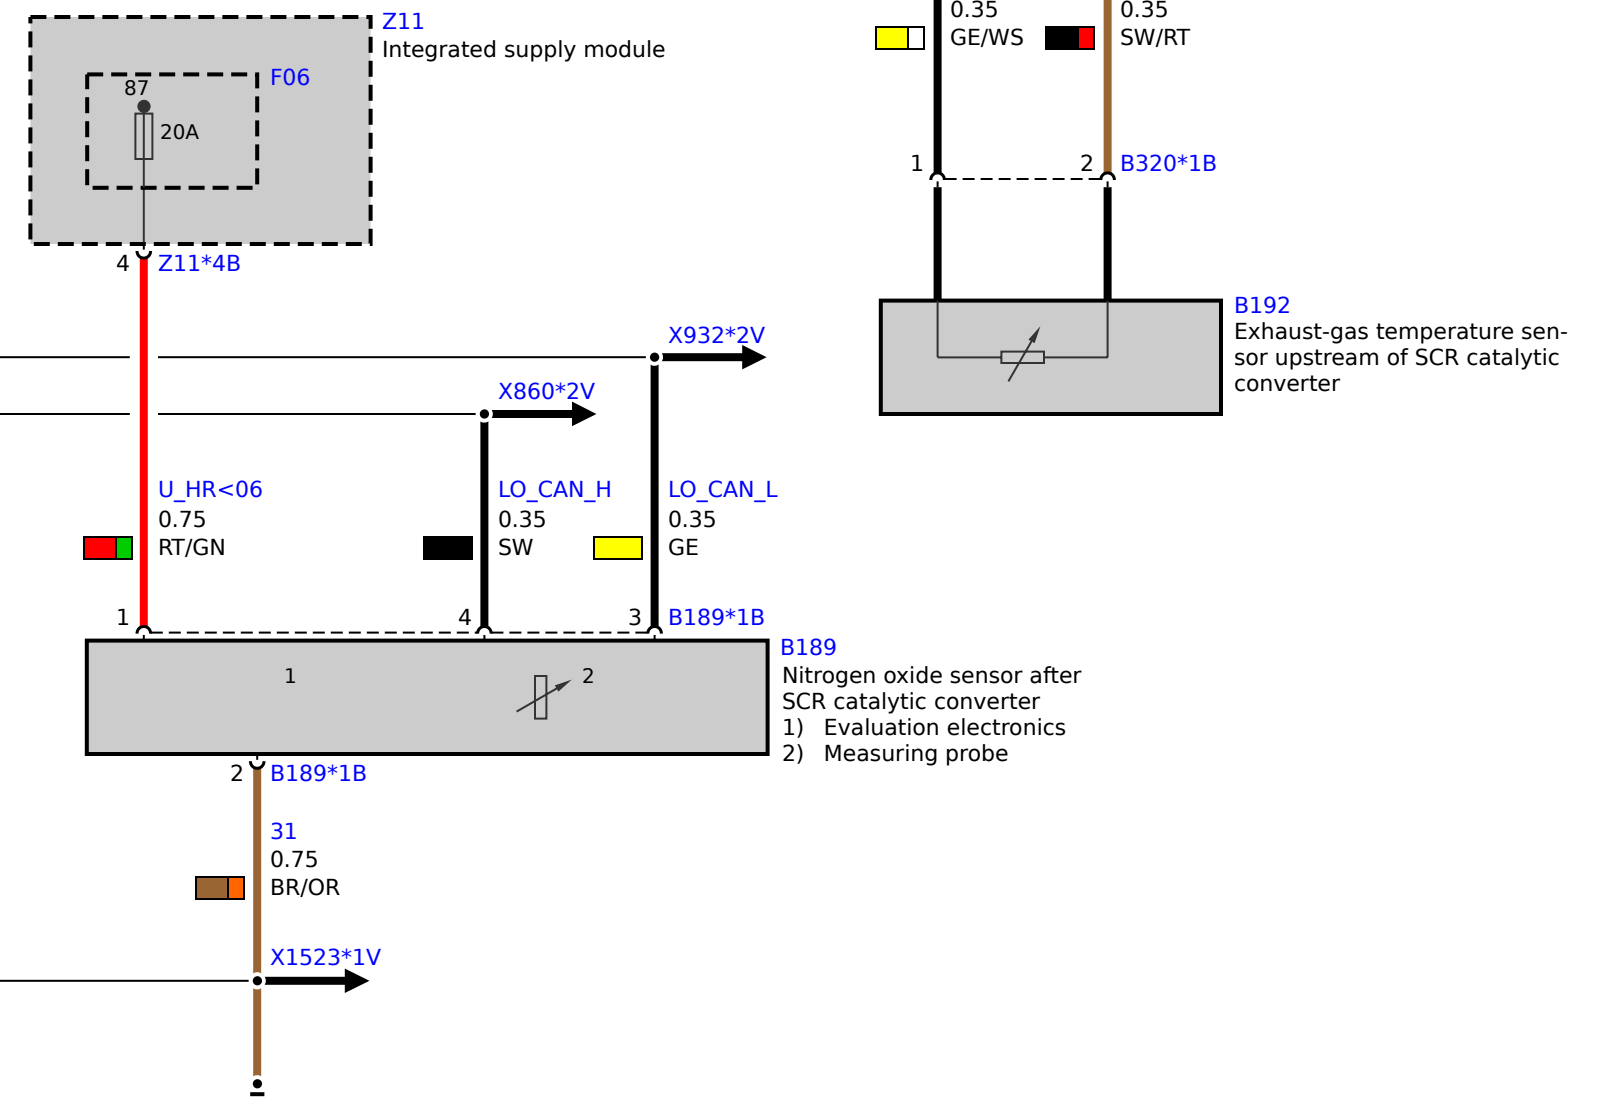 Z11
Integrated supply module
F06
87
20A
4
Z11*4B
0.35
GE/WS
0.35
SW/RT
1
2
B320*1B
B192
Exhaust-gas temperature sen-
sor upstream of SCR catalytic
converter
X932*2V
X860*2V
U_HR<06
0.75
RT/GN
LO_CAN_H
0.35
SW
LO_CAN_L
0.35
GE
1
4
3
B189*1B
B189
Nitrogen oxide sensor after
SCR catalytic converter
1) Evaluation electronics
2) Measuring probe
1
2
2
B189*1B
31
0.75
BR/OR
X1523*1V